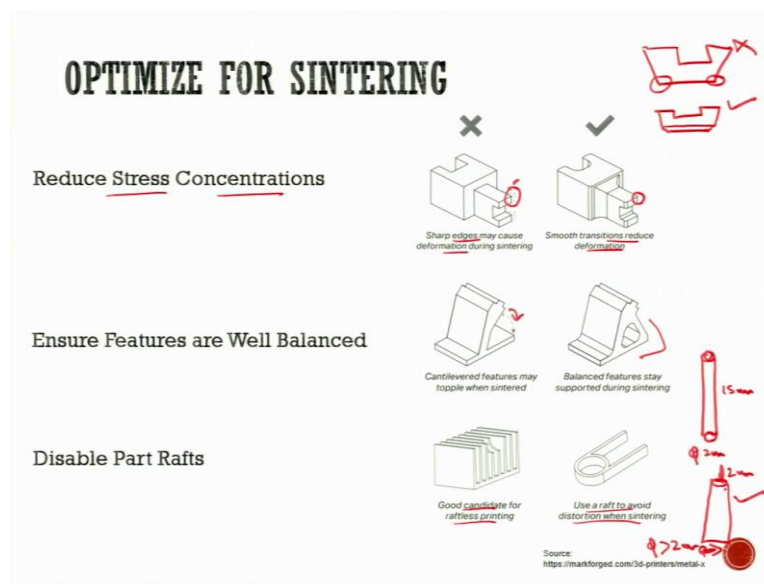 OPTIMIZE FOR SINTERING
Reduce Stress Concentrations
Sharp edges may cause
deformation during sintering
Smooth transitions reduce
deformation
Ensure Features are Well Balanced
Cantilevered features may
topple when sintered
Balanced features stay
supported during sintering
15mm
φ 2mm
Disable Part Rafts
Good candidate for
raftless printing
Use a raft to avoid
distortion when sintering
2mm
φ>2mm
Source:
https://markforged.com/3d-printers/metal-x